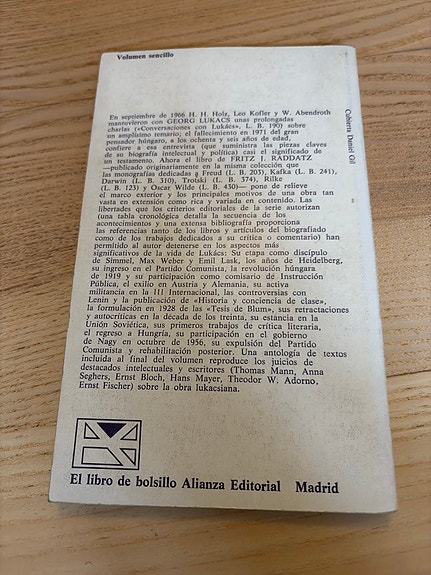 Volumen sencillo
En septiembre de 1966 H. H. Holz, Leo Kofler y W. Abendroth
mantuvieron con GEORG LUKACS unas prolongadas
charlas («Conversaciones con Lukács», L. B. 190) sobre
un amplísimo temario; el fallecimiento en 1971 del gran
pensador húngaro, a los ochenta y seis años de edad,
confiere a esa entrevista (que suministra las piezas claves
de su biografía intelectual y política) casi el significado de
un testamento. Ahora el libro de FRITZ J. RADDATZ
—publicado originariamente en la misma colección que
las monografías dedicadas a Freud (L. B. 203), Kafka (L. B. 241),
Darwin (L. B. 310), Trotski (L. B. 374), Rilke
(L. B. 123) y Oscar Wilde (L. B. 430)— pone de relieve
el marco exterior y los principales motivos de una obra tan
vasta en extensión como rica y variada en contenido. Las
libertades que los criterios editoriales de la serie autorizan
(una tabla cronológica detalla la secuencia de los
acontecimientos y una extensa bibliografía proporciona
las referencias tanto de los libros y artículos del biografiado
como de los trabajos dedicados a su crítica o comentario) han
permitido al autor detenerse en los aspectos más
significativos de la vida de Lukács; Su etapa como discípulo
de Simmel, Max Weber y Emil Lask, los años de Heidelberg,
su ingreso en el Partido Comunista, la revolución húngara
de 1919 y su participación como comisario de Instrucción
Pública, el exilio en Austria y Alemania, su activa
militancia en la III Internacional, las controversias con
Lenin y la publicación de «Historia y conciencia de clase»,
la formulación en 1928 de las «Tesis de Blum», sus retractaciones
y autocríticas en la década de los treinta, su estancia en la
Unión Soviética, sus primeros trabajos de crítica literaria,
el regreso a Hungría, su participación en el gobierno
de Nagy en octubre de 1956, su expulsión del Partido
Comunista y rehabilitación posterior. Una antología de textos
incluida al final del volumen reproduce los juicios de
destacados intelectuales y escritores (Thomas Mann, Anna
Seghers, Ernst Bloch, Hans Mayer, Theodor W. Adorno,
Ernst Fischer) sobre la obra lukacsiana.
Cubierta Daniel Gil
El libro de bolsillo Alianza Editorial Madrid